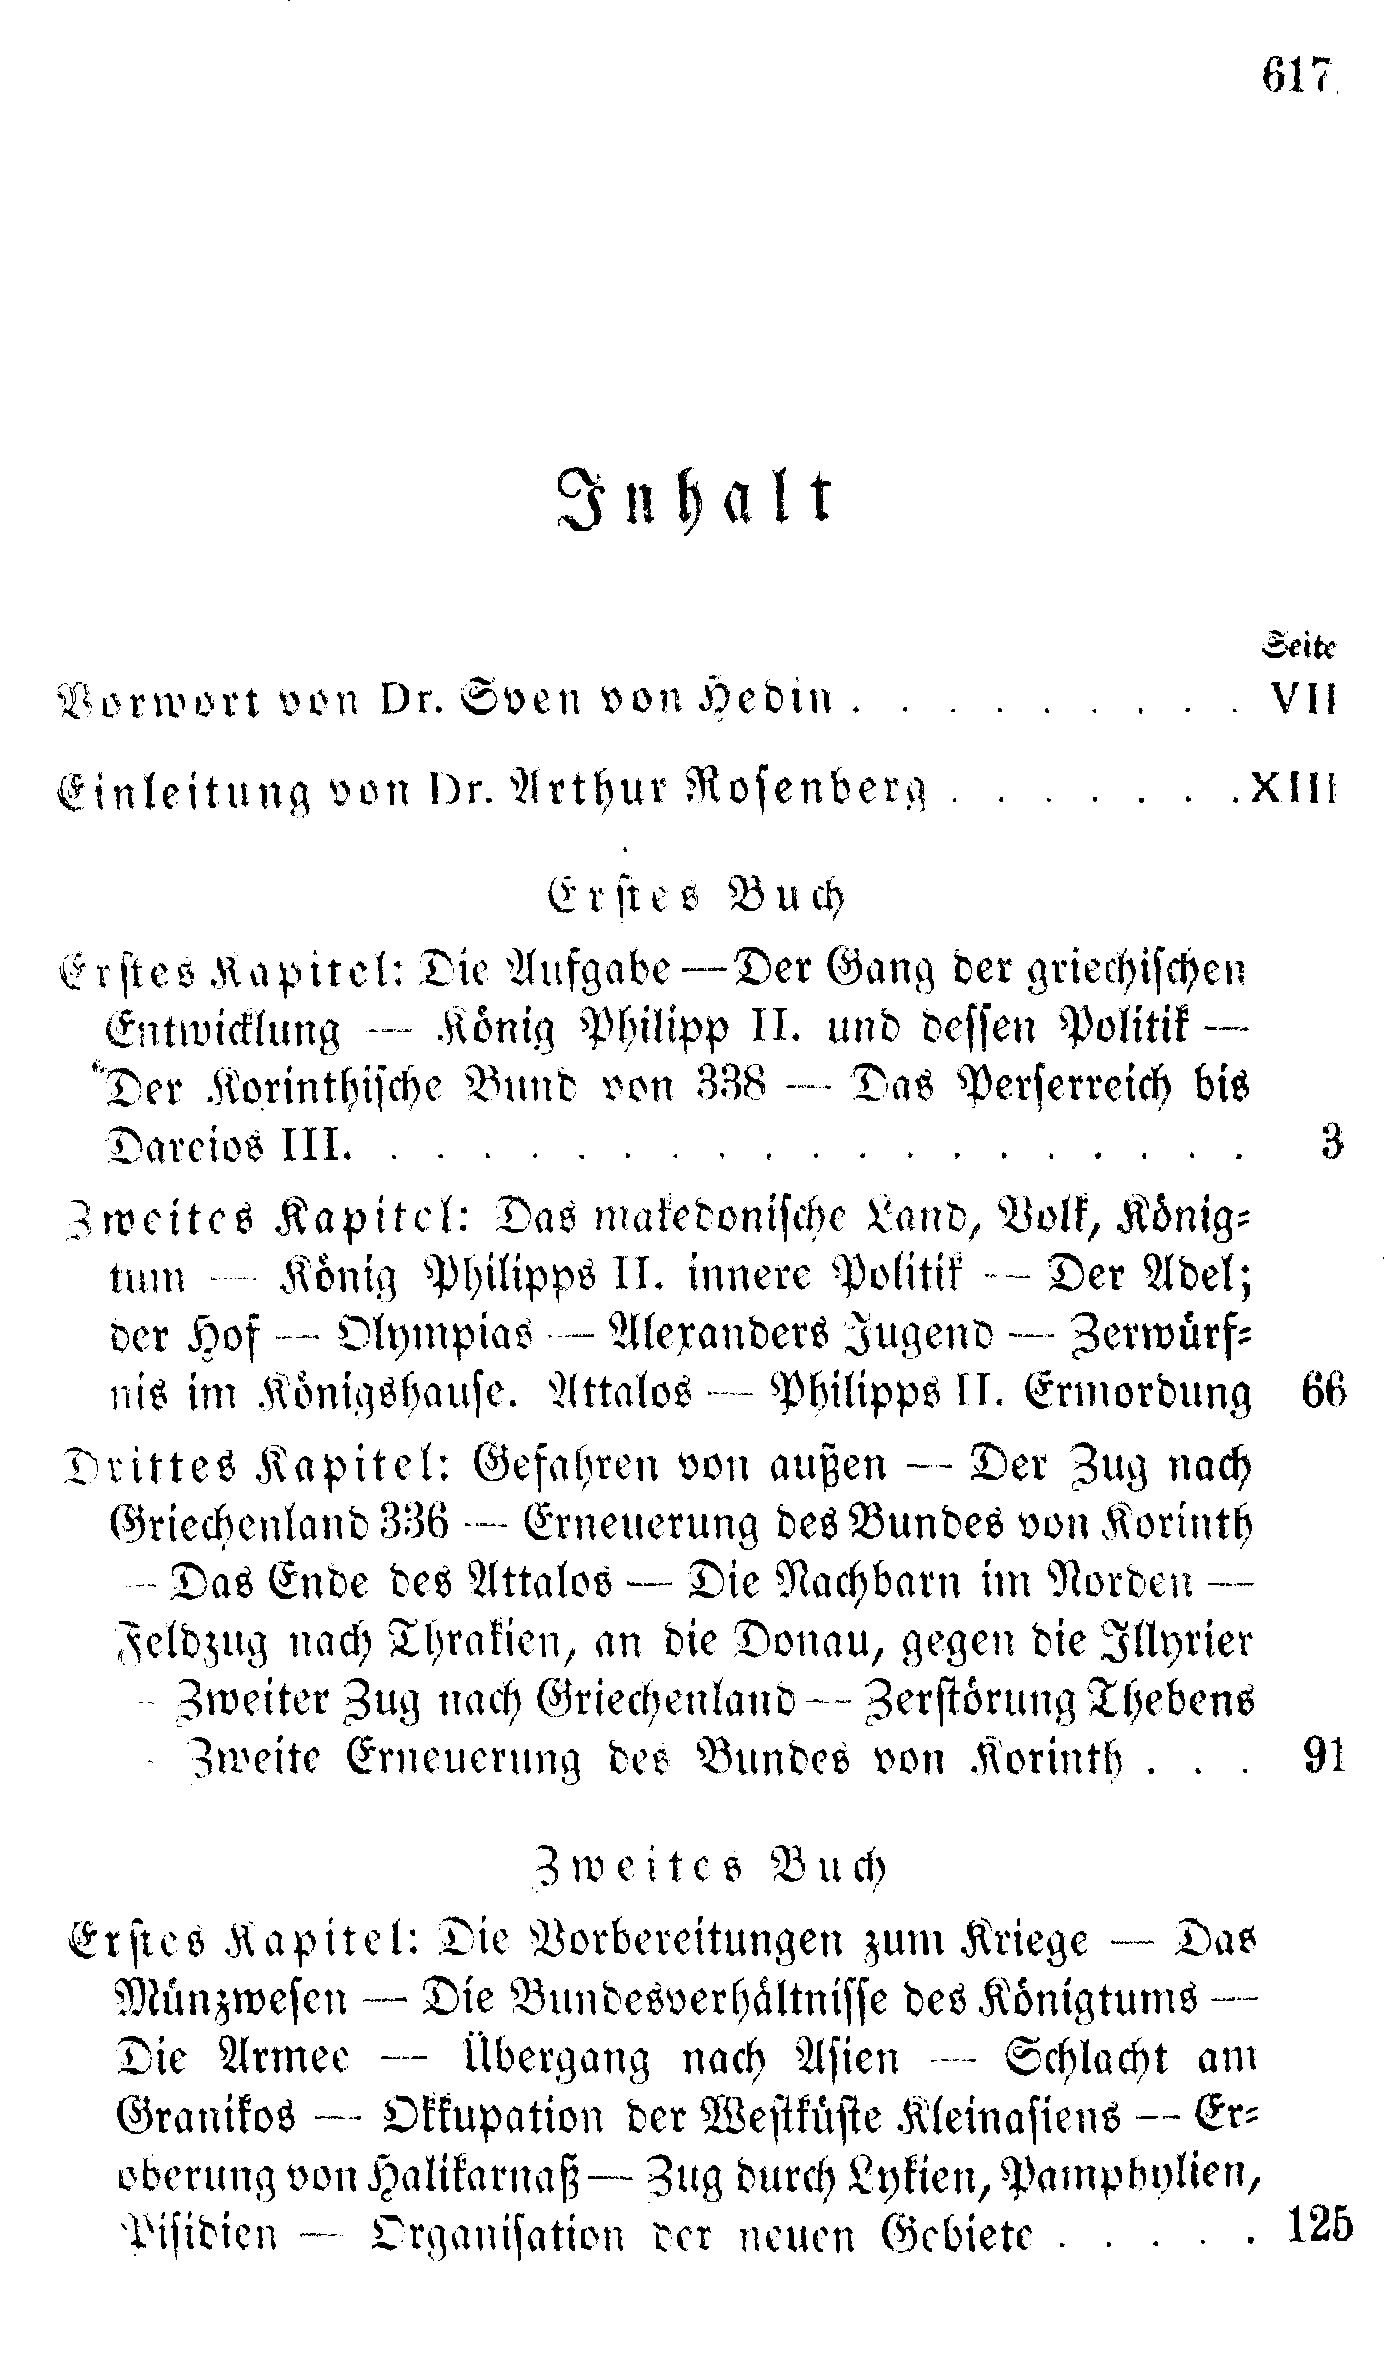 617
Inhalt
Seite
Vorwort von Dr. Sven von Hedin . . . . . . . . . VII
Einleitung von Dr. Arthur Rosenberg . . . . . . . XIII
Erstes Buch
Erstes Kapitel: Die Aufgabe — Der Gang der griechischen
Entwicklung — König Philipp II. und dessen Politik —
Der Korinthische Bund von 338 — Das Perserreich bis
Dareios III. . . . . . . . . . . . . . . . . . . . . 3
Zweites Kapitel: Das makedonische Land, Volk, König-
tum — König Philipps II. innere Politik — Der Adel;
der Hof — Olympias — Alexanders Jugend — Zerwürf-
nis im Königshause. Attalos — Philipps II. Ermordung 66
Drittes Kapitel: Gefahren von außen — Der Zug nach
Griechenland 336 — Erneuerung des Bundes von Korinth
— Das Ende des Attalos — Die Nachbarn im Norden —
Feldzug nach Thrakien, an die Donau, gegen die Illyrier
— Zweiter Zug nach Griechenland — Zerstörung Thebens
— Zweite Erneuerung des Bundes von Korinth . . . 91
Zweites Buch
Erstes Kapitel: Die Vorbereitungen zum Kriege — Das
Münzwesen — Die Bundesverhältnisse des Königtums —
Die Armee — Übergang nach Asien — Schlacht am
Granikos — Okkupation der Westküste Kleinasiens — Er-
oberung von Halikarnaß — Zug durch Lykien, Pamphylien,
Pisidien — Organisation der neuen Gebiete . . . . . 125